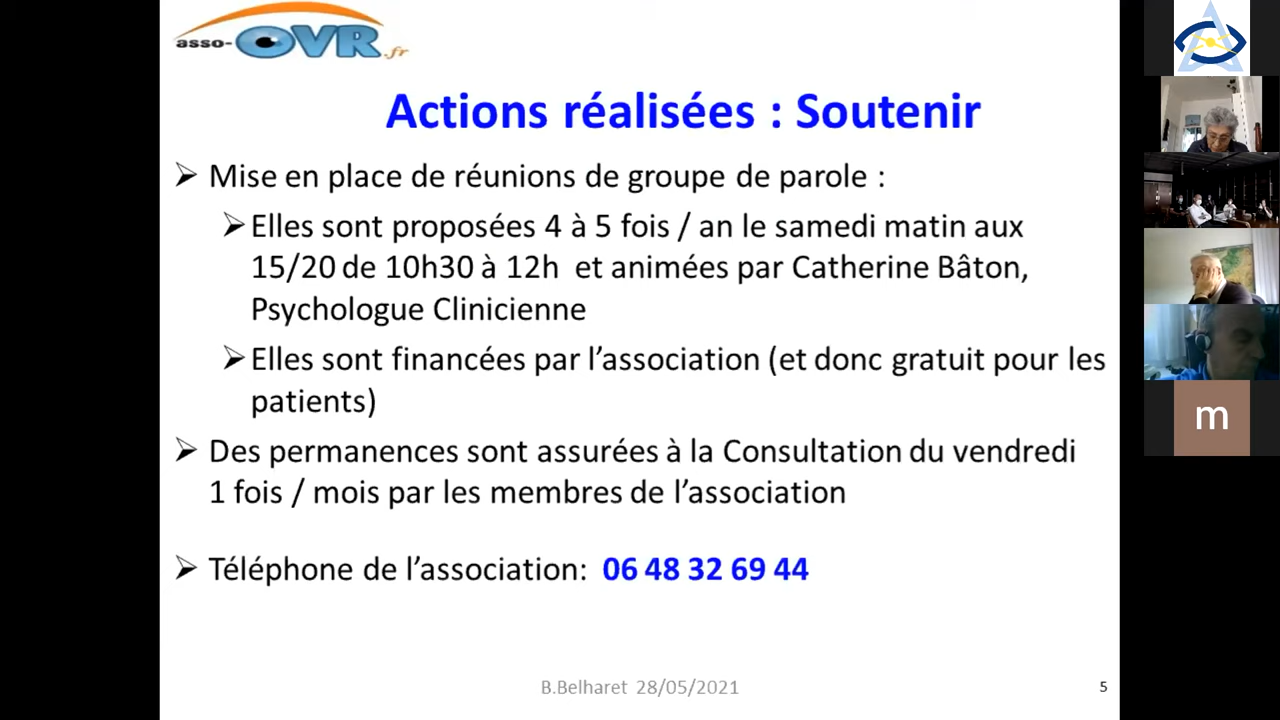 asso-OVR.fr
Actions réalisées : Soutenir
➢ Mise en place de réunions de groupe de parole :
➢ Elles sont proposées 4 à 5 fois / an le samedi matin aux
15/20 de 10h30 à 12h et animées par Catherine Bâton,
Psychologue Clinicienne
➢ Elles sont financées par l’association (et donc gratuit pour les
patients)
➢ Des permanences sont assurées à la Consultation du vendredi
1 fois / mois par les membres de l’association
➢ Téléphone de l’association: 06 48 32 69 44
B.Belharet 28/05/2021
5
m